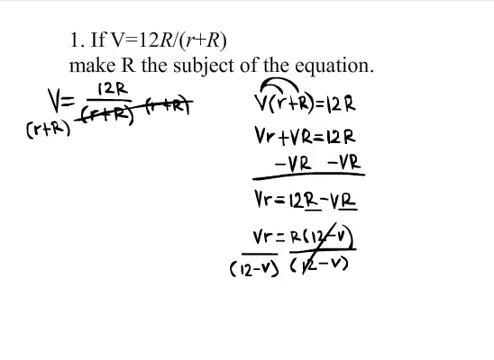 1. If V=12R/(r+R)
make R the subject of the equation.
V= 12R
(r+R) (r+R) (r+R)
V(r+R)=12R
Vr+VR=12R
-VR -VR
Vr=12R-VR
Vr=R(12-V)
(12-V) (12-V)